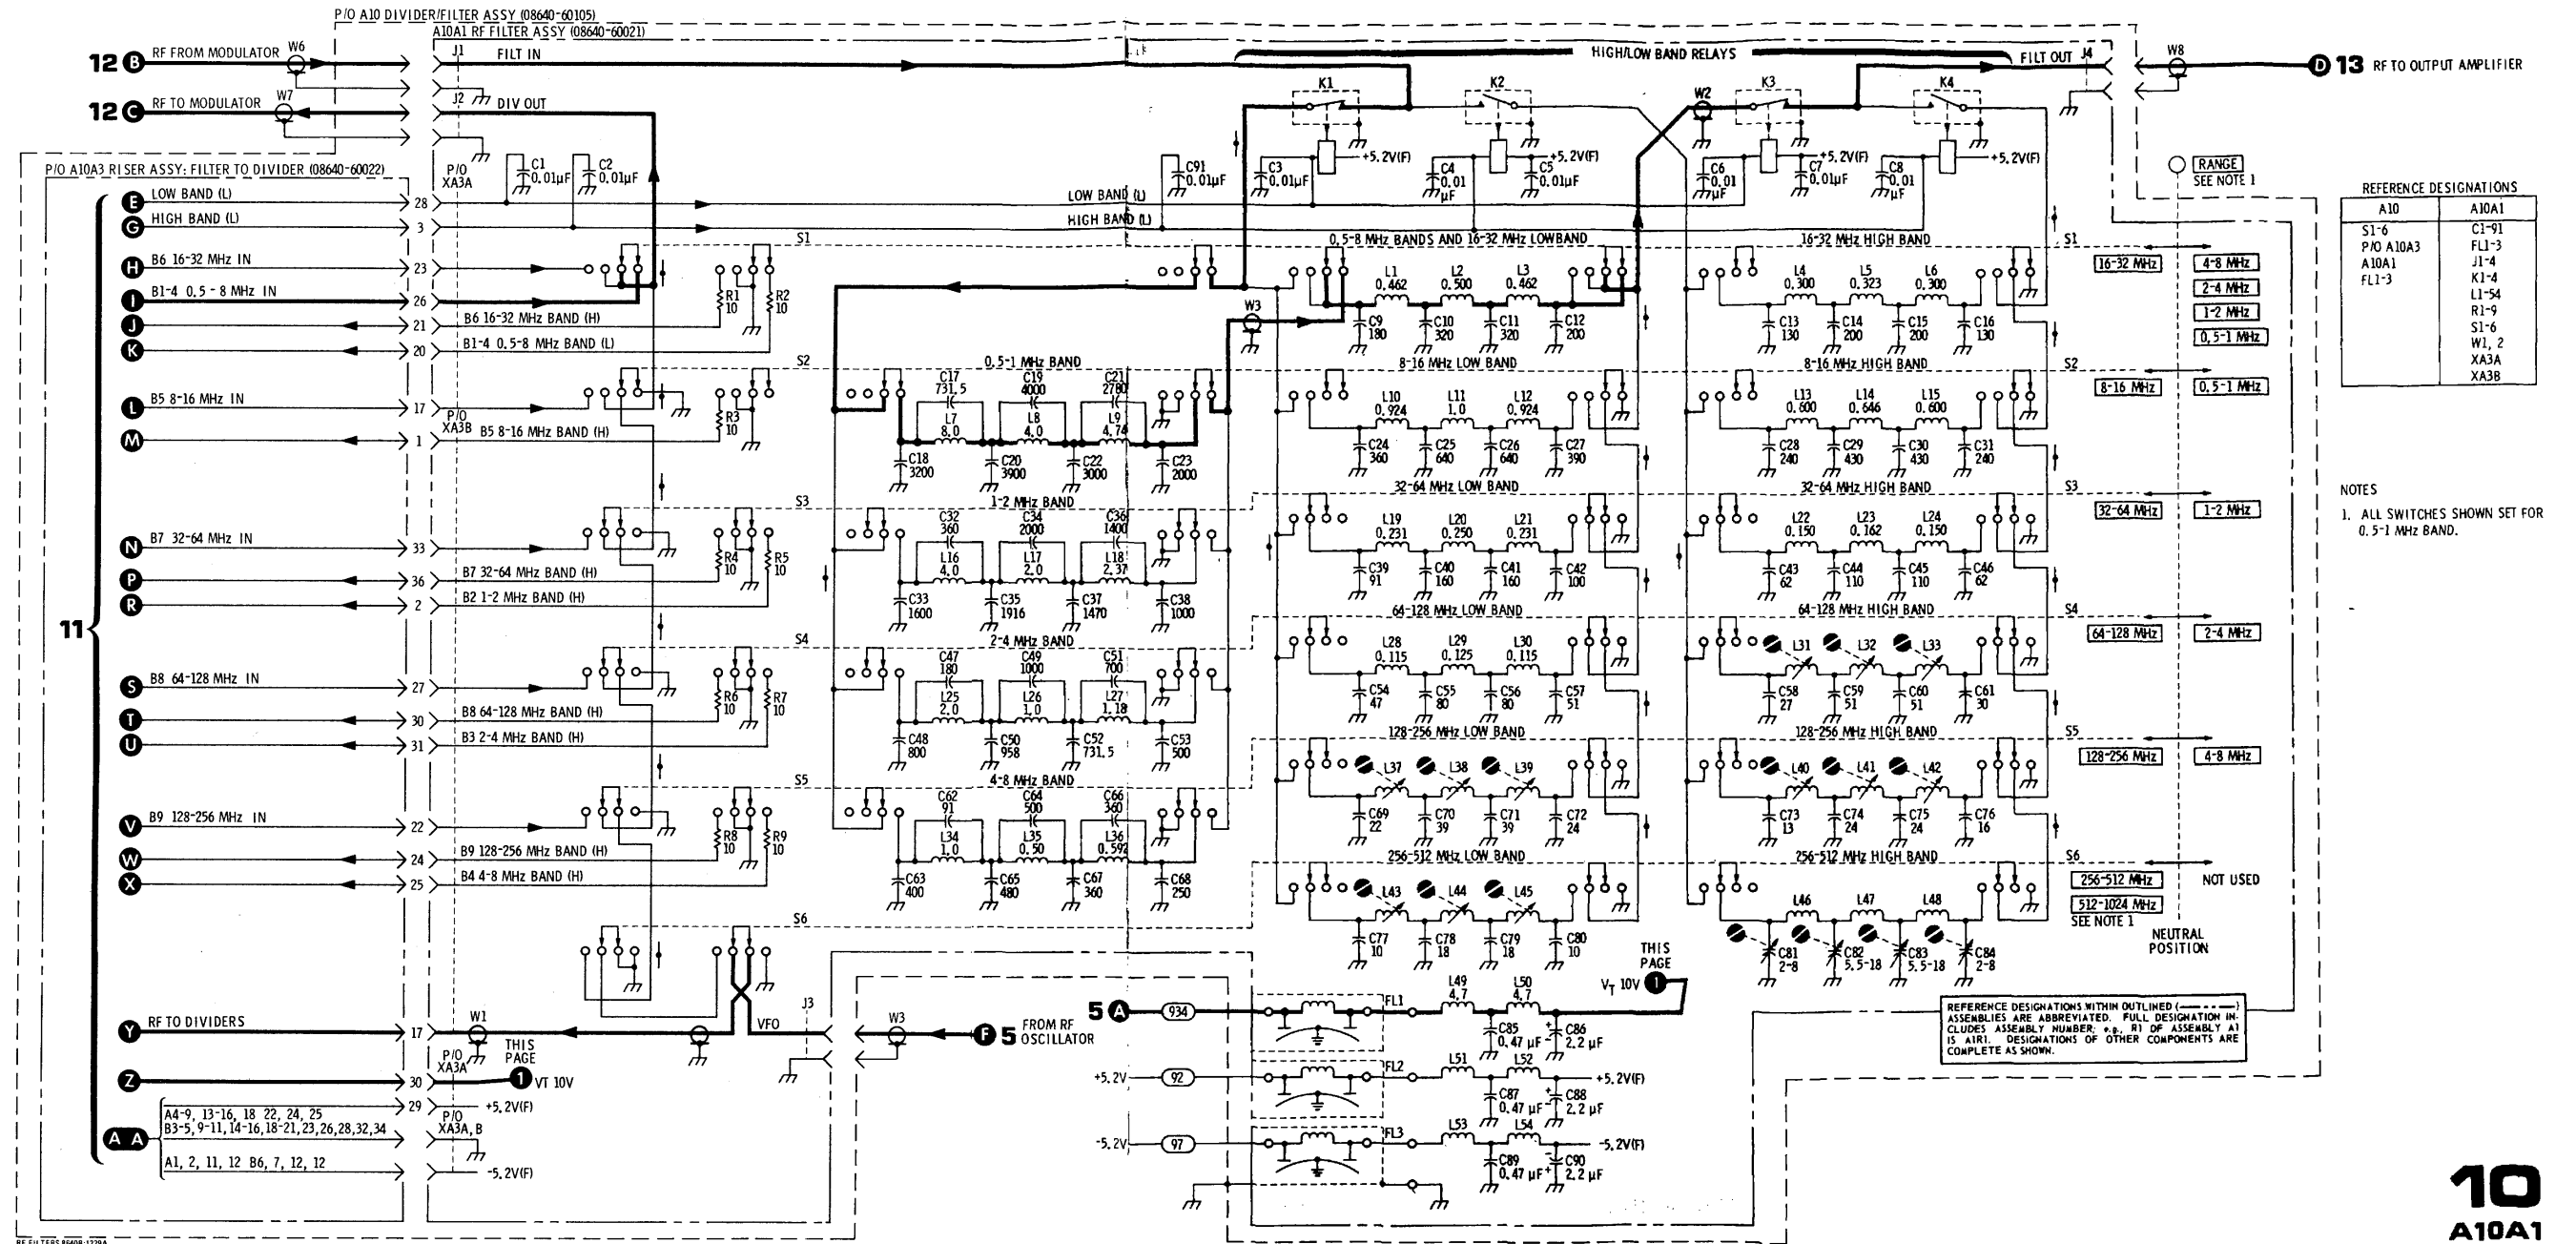 P/O A10 DIVIDER/FILTER ASSY (08640-60105)
A10A1 RF FILTER ASSY (08640-60021)
12 B RF FROM MODULATOR W6 J1 FILT IN
HIGH/LOW BAND RELAYS
FILT OUT J4 W8 D 13 RF TO OUTPUT AMPLIFIER
12 C RF TO MODULATOR W7 J2 DIV OUT
K1 K2 W2 K3 K4
P/O A10A3 RISER ASSY: FILTER TO DIVIDER (08640-60022)
P/O XA3A
C1 0.01µF
C2 0.01µF
C91 0.01µF
C3 0.01µF
+5.2V(F)
C4 0.01 µF
C5 0.01µF
+5.2V(F)
C6 0.01 µF
C7 0.01µF
+5.2V(F)
C8 0.01 µF
+5.2V(F)
RANGE
SEE NOTE 1
REFERENCE DESIGNATIONS
A10 A10A1
S1-6 C1-91
P/O A10A3 FL1-3
A10A1 J1-4
FL1-3 K1-4
L1-54
R1-9
S1-6
W1, 2
XA3A
XA3B
11
E LOW BAND (L) 28 LOW BAND (L)
G HIGH BAND (L) 3 HIGH BAND (L)
S1 0.5-8 MHz BANDS AND 16-32 MHz LOWBAND 16-32 MHz HIGH BAND S1
16-32 MHz 4-8 MHz
2-4 MHz
1-2 MHz
0.5-1 MHz
H B6 16-32 MHz IN 23
I B1-4 0.5-8 MHz IN 26
R1 10
R2 10
J 21 B6 16-32 MHz BAND (H)
K 20 B1-4 0.5-8 MHz BAND (L)
W3
L1 0.462
L2 0.500
L3 0.462
C9 180
C10 320
C11 320
C12 200
L4 0.300
L5 0.323
L6 0.300
C13 130
C14 200
C15 200
C16 130
S2 0.5-1 MHz BAND 8-16 MHz LOW BAND 8-16 MHz HIGH BAND S2
8-16 MHz 0.5-1 MHz
L B5 8-16 MHz IN 17
P/O XA3B
M 1 B5 8-16 MHz BAND (H)
R3 10
C17 731.5
C19 4000
C21 2780
L7 8.0
L8 4.0
L9 4.74
C18 3200
C20 3900
C22 3000
C23 2000
L10 0.924
L11 1.0
L12 0.924
C24 360
C25 640
C26 640
C27 390
L13 0.600
L14 0.646
L15 0.600
C28 240
C29 430
C30 430
C31 240
NOTES
1. ALL SWITCHES SHOWN SET FOR
0.5-1 MHz BAND.
S3 1-2 MHz BAND 32-64 MHz LOW BAND 32-64 MHz HIGH BAND S3
32-64 MHz 1-2 MHz
N B7 32-64 MHz IN 33
P 36 B7 32-64 MHz BAND (H)
R 2 B2 1-2 MHz BAND (H)
R4 10
R5 10
C32 360
C34 2000
C36 1400
L16 4.0
L17 2.0
L18 2.37
C33 1600
C35 1916
C37 1470
C38 1000
L19 0.231
L20 0.250
L21 0.231
C39 91
C40 160
C41 160
C42 100
L22 0.150
L23 0.162
L24 0.150
C43 62
C44 110
C45 110
C46 62
S4 2-4 MHz BAND 64-128 MHz LOW BAND 64-128 MHz HIGH BAND S4
64-128 MHz 2-4 MHz
S B8 64-128 MHz IN 27
T 30 B8 64-128 MHz BAND (H)
U 31 B3 2-4 MHz BAND (H)
R6 10
R7 10
C47 180
C49 1000
C51 700
L25 2.0
L26 1.0
L27 1.18
C48 800
C50 958
C52 731.5
C53 500
L28 0.115
L29 0.125
L30 0.115
C54 47
C55 80
C56 80
C57 51
L31 L32 L33
C58 27
C59 51
C60 51
C61 30
S5 4-8 MHz BAND 128-256 MHz LOW BAND 128-256 MHz HIGH BAND S5
128-256 MHz 4-8 MHz
V B9 128-256 MHz IN 22
W 24 B9 128-256 MHz BAND (H)
X 25 B4 4-8 MHz BAND (H)
R8 10
R9 10
C62 91
C64 500
C66 360
L34 1.0
L35 0.50
L36 0.592
C63 400
C65 480
C67 360
C68 250
L37 L38 L39
C69 22
C70 39
C71 39
C72 24
L40 L41 L42
C73 13
C74 24
C75 24
C76 16
S6 256-512 MHz LOW BAND 256-512 MHz HIGH BAND S6
256-512 MHz NOT USED
512-1024 MHz
SEE NOTE 1
NEUTRAL
POSITION
L43 L44 L45
C77 10
C78 18
C79 18
C80 10
L46 L47 L48
C81 2-8
C82 5.5-18
C83 5.5-18
C84 2-8
Y RF TO DIVIDERS 17 W1 VFO J3 W3 F 5 FROM RF OSCILLATOR
P/O XA3A
THIS PAGE
Z 30 1 VT 10V
29 +5.2V(F)
P/O XA3A, B
A A
A4-9, 13-16, 18 22, 24, 25
B3-5, 9-11, 14-16, 18-21, 23, 26, 28, 32, 34
A1, 2, 11, 12 B6, 7, 12, 12 -5.2V(F)
5 A 934 FL1 L49 4.7 L50 4.7
THIS PAGE
VT 10V 1
C85 0.47 µF
C86 2.2 µF
+5.2V 92 FL2 L51 L52 +5.2V(F)
C87 0.47 µF
C88 2.2 µF
-5.2V 97 FL3 L53 L54 -5.2V(F)
C89 0.47 µF
C90 2.2 µF
REFERENCE DESIGNATIONS WITHIN OUTLINED (— - - —)
ASSEMBLIES ARE ABBREVIATED. FULL DESIGNATION IN-
CLUDES ASSEMBLY NUMBER; e.g., R1 OF ASSEMBLY A1
IS A1R1. DESIGNATIONS OF OTHER COMPONENTS ARE
COMPLETE AS SHOWN.
RF FILTERS 8640B-1229A
10
A10A1